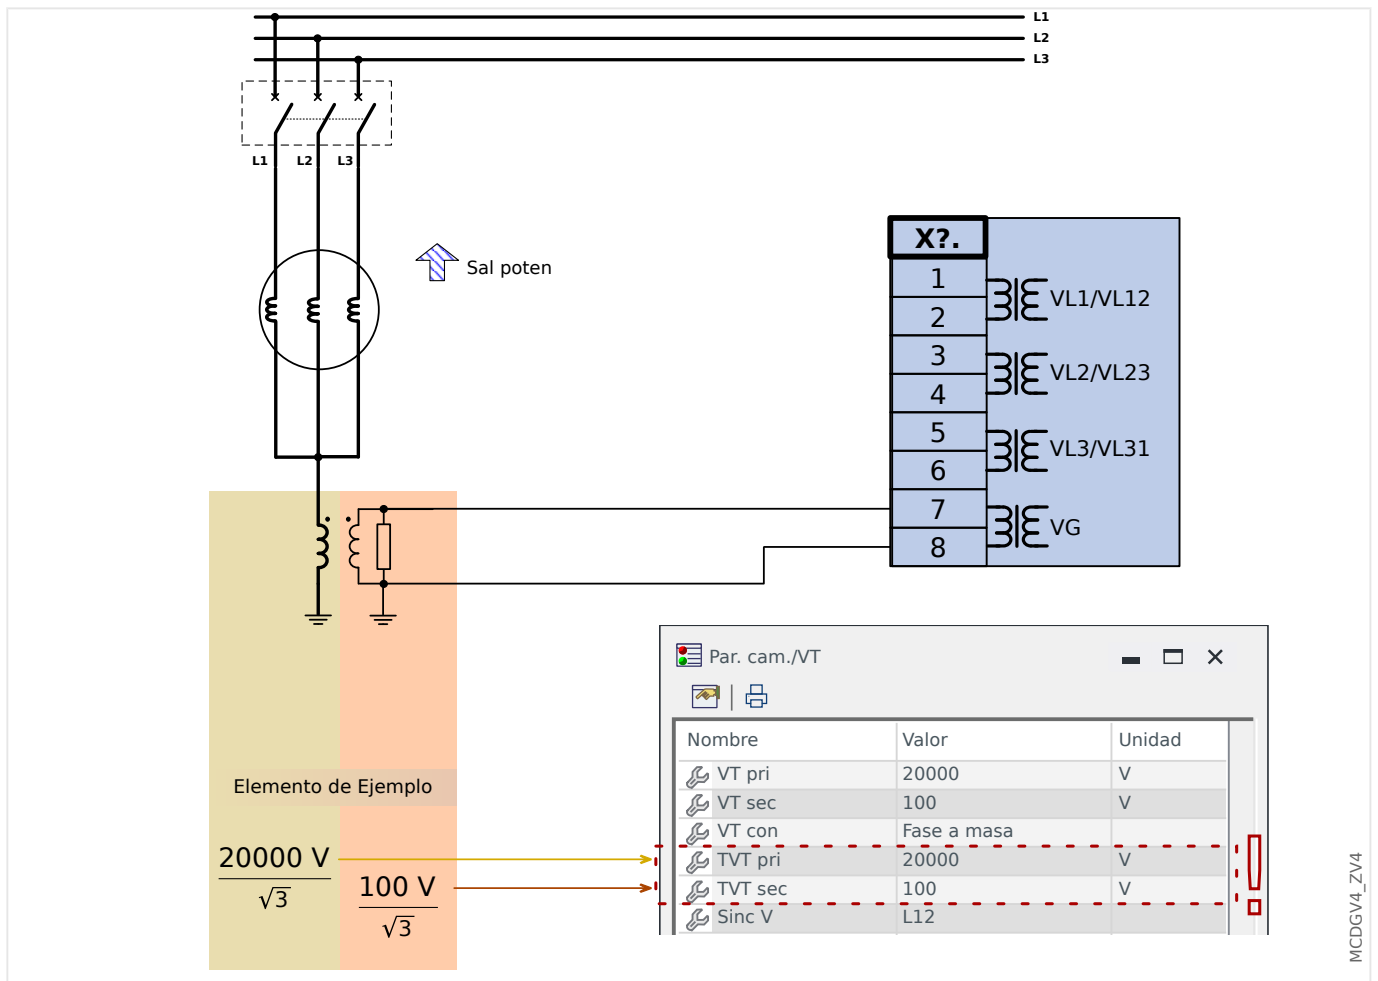 L1
L2
L3
L1 L2 L3
Sal poten
X?.
1
2
VL1/VL12
3
4
VL2/VL23
5
6
VL3/VL31
7
8
VG
Par. cam./VT
Nombre Valor Unidad
VT pri 20000 V
VT sec 100 V
VT con Fase a masa
TVT pri 20000 V
TVT sec 100 V
Sinc V L12
Elemento de Ejemplo
20000 V
√3
100 V
√3
MCDGV4_ZV4